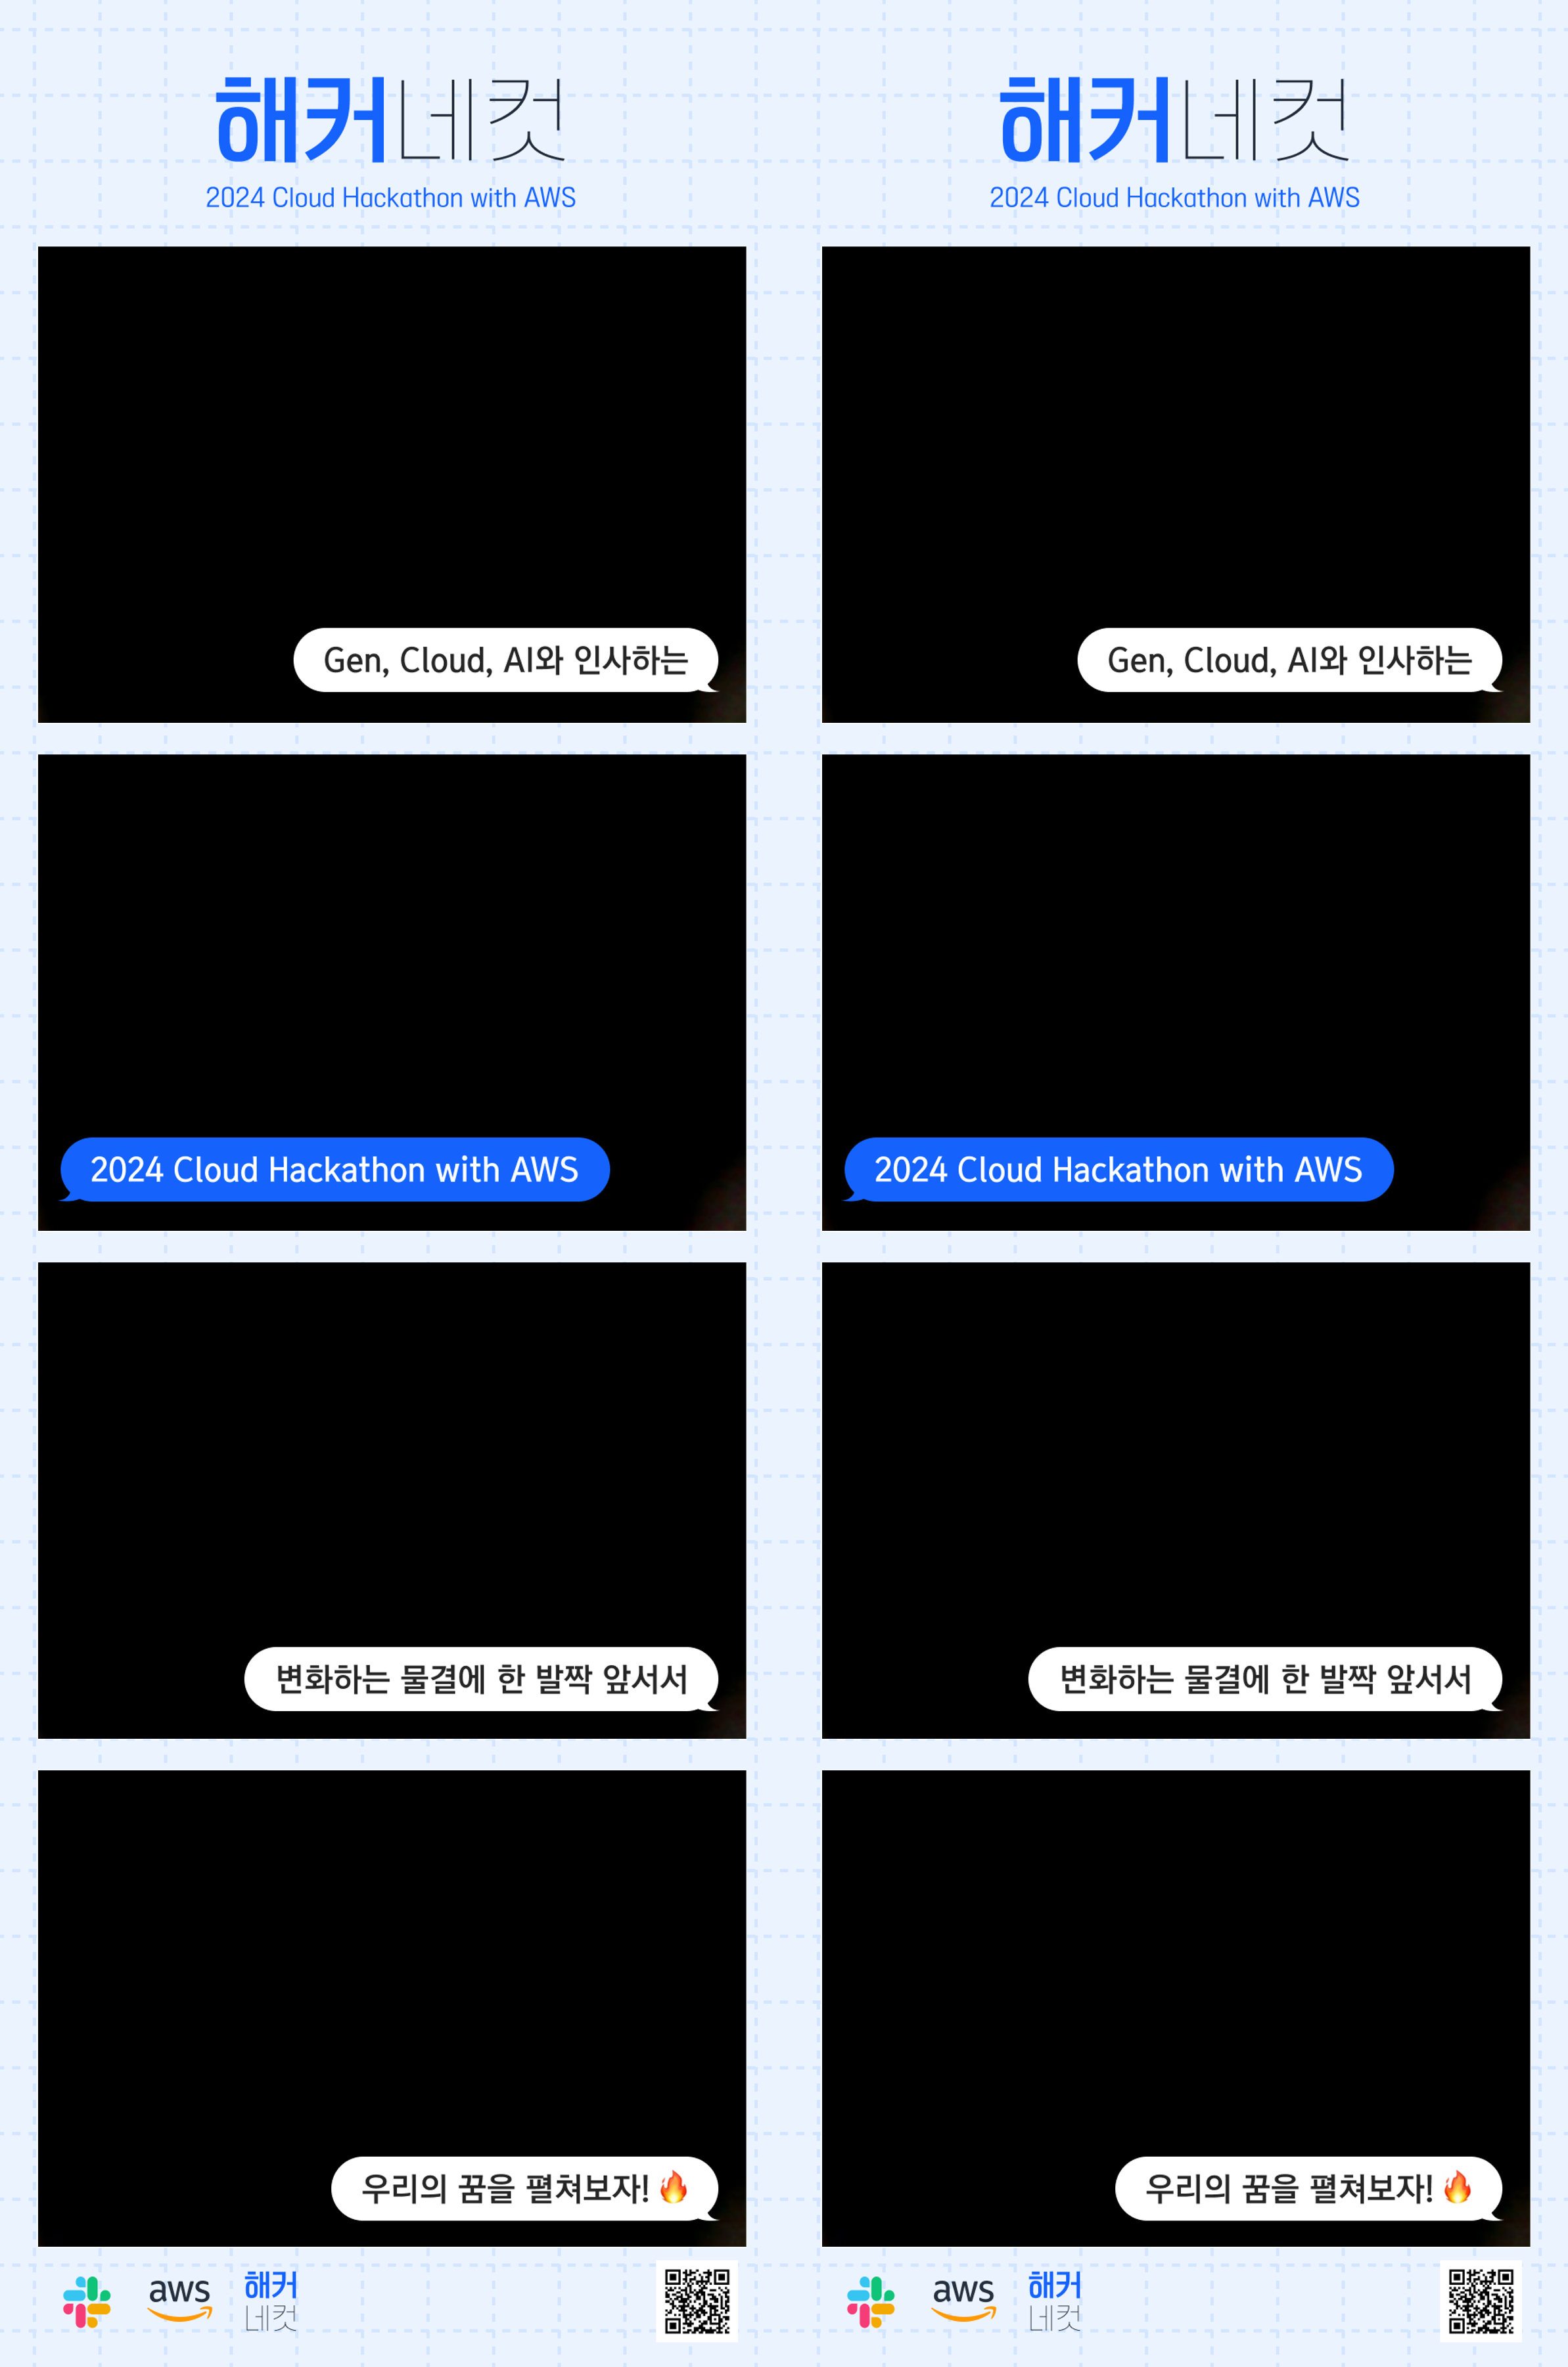 해커네컷
2024 Cloud Hackathon with AWS
Gen, Cloud, AI와 인사하는
2024 Cloud Hackathon with AWS
변화하는 물결에 한 발짝 앞서서
우리의 꿈을 펼쳐보자! 🔥
aws
해커
네컷
해커네컷
2024 Cloud Hackathon with AWS
Gen, Cloud, AI와 인사하는
2024 Cloud Hackathon with AWS
변화하는 물결에 한 발짝 앞서서
우리의 꿈을 펼쳐보자! 🔥
aws
해커
네컷